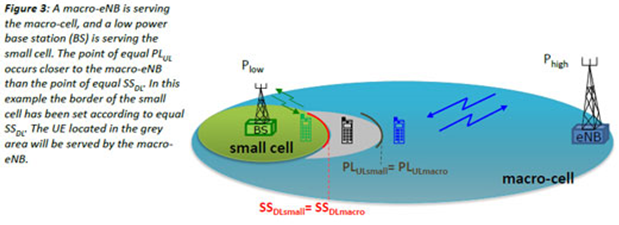 Figure 3: A macro-eNB is serving
the macro-cell, and a low power
base station (BS) is serving the
small cell. The point of equal PLUL
occurs closer to the macro-eNB
than the point of equal SSDL. In this
example the border of the small
cell has been set according to equal
SSDL. The UE located in the grey
area will be served by the macro-
eNB.
Plow
Phigh
BS
eNB
small cell
PLULsmall= PLULmacro
macro-cell
SSDLsmall= SSDLmacro